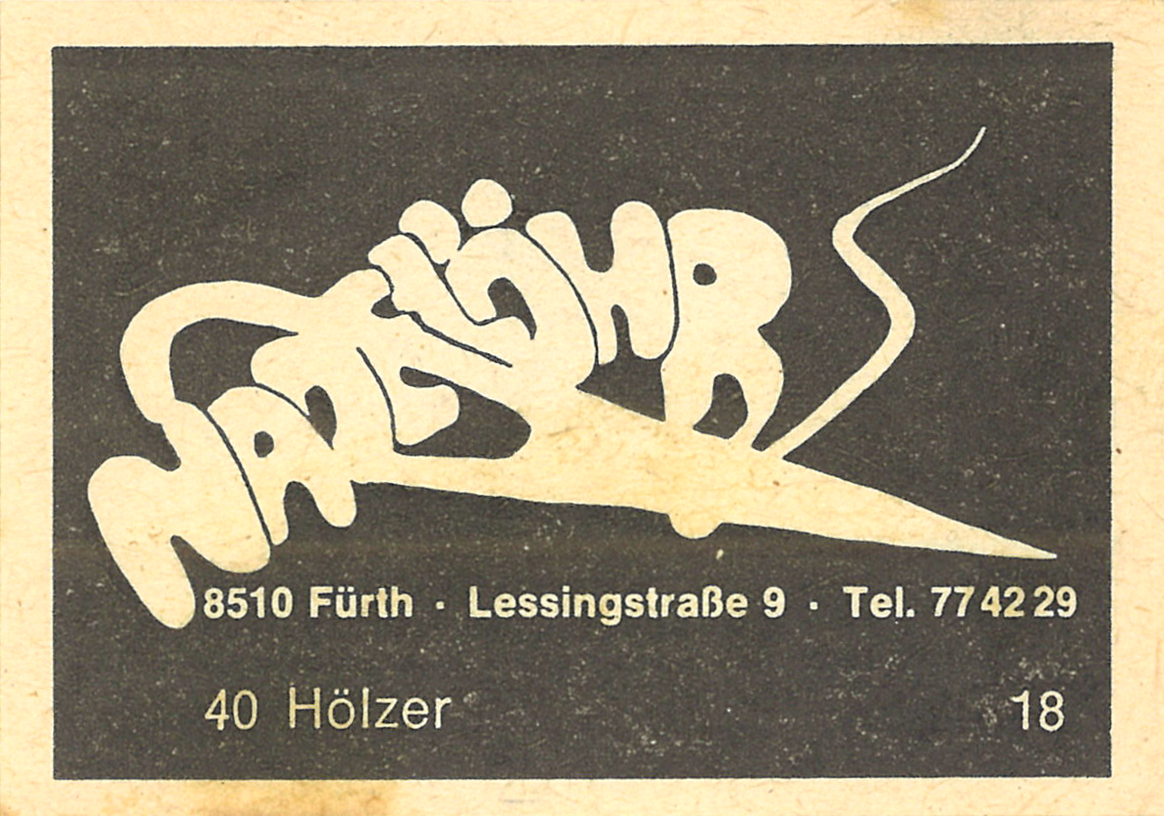 NADELÖHR
8510 Fürth · Lessingstraße 9 · Tel. 77 42 29
40 Hölzer 18